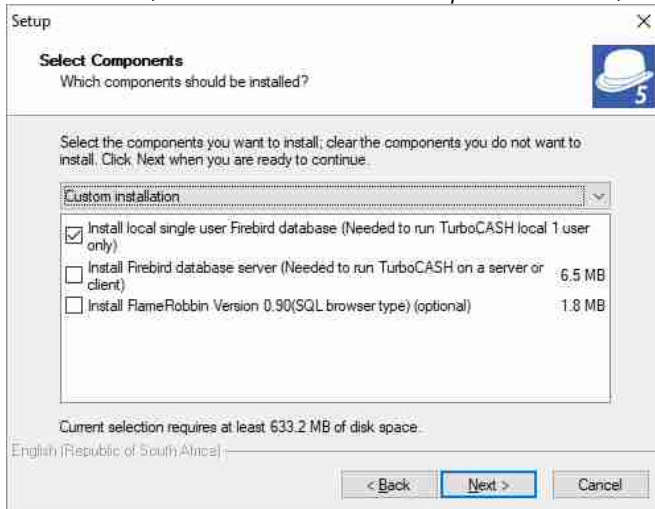 Setup
Select Components
Which components should be installed?
5
Select the components you want to install; clear the components you do not want to
install. Click Next when you are ready to continue.
Custom installation
Install local single user Firebird database (Needed to run TurboCASH local 1 user
only)
Install Firebird database server (Needed to run TurboCASH on a server or
client) 6.5 MB
Install FlameRobbin Version 0.90(SQL browser type) (optional) 1.8 MB
Current selection requires at least 633.2 MB of disk space.
English (Republic of South Africa)
< Back Next > Cancel